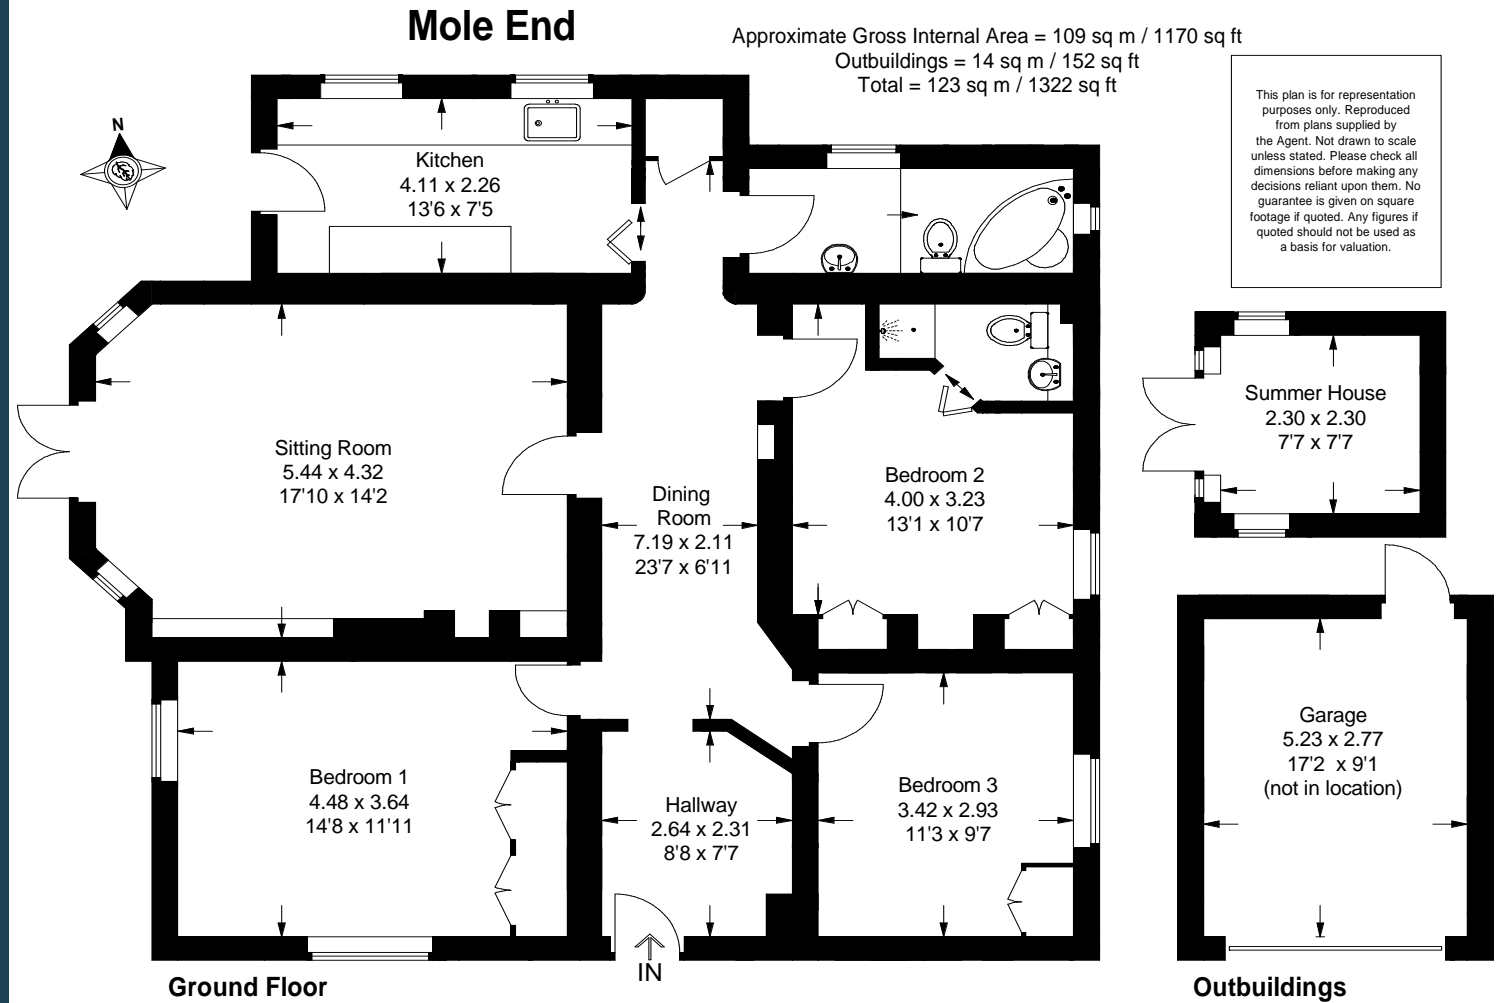 Mole End
Approximate Gross Internal Area = 109 sq m / 1170 sq ft
Outbuildings = 14 sq m / 152 sq ft
Total = 123 sq m / 1322 sq ft
This plan is for representation
purposes only. Reproduced
from plans supplied by
the Agent. Not drawn to scale
unless stated. Please check all
dimensions before making any
decisions reliant upon them. No
guarantee is given on square
footage if quoted. Any figures if
quoted should not be used as
a basis for valuation.
N
Kitchen
4.11 x 2.26
13'6 x 7'5
Sitting Room
5.44 x 4.32
17'10 x 14'2
Dining
Room
7.19 x 2.11
23'7 x 6'11
Bedroom 2
4.00 x 3.23
13'1 x 10'7
Summer House
2.30 x 2.30
7'7 x 7'7
Bedroom 1
4.48 x 3.64
14'8 x 11'11
Hallway
2.64 x 2.31
8'8 x 7'7
Bedroom 3
3.42 x 2.93
11'3 x 9'7
Garage
5.23 x 2.77
17'2 x 9'1
(not in location)
IN
Ground Floor
Outbuildings